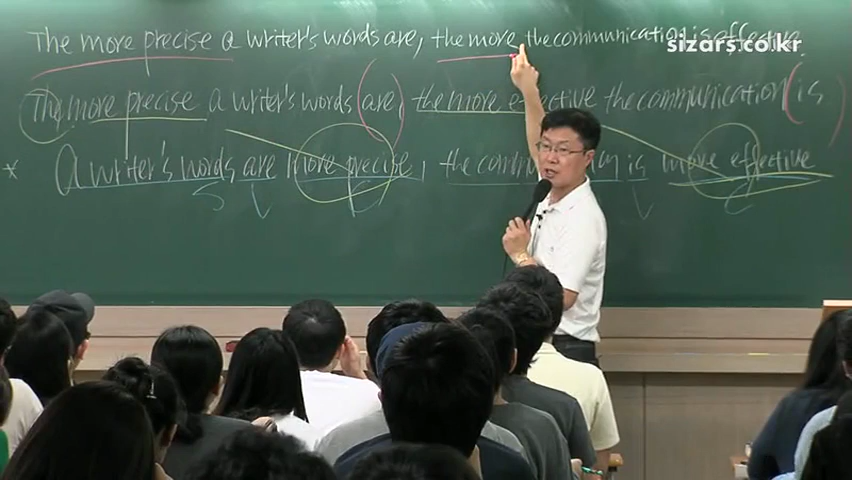 The more precise a writer's words are, the more the communication is effective.
sizars.co.kr
The more precise a writer's words (are), the more effective the communication (is)
* A writer's words are more precise, the is more effective
S V C V C